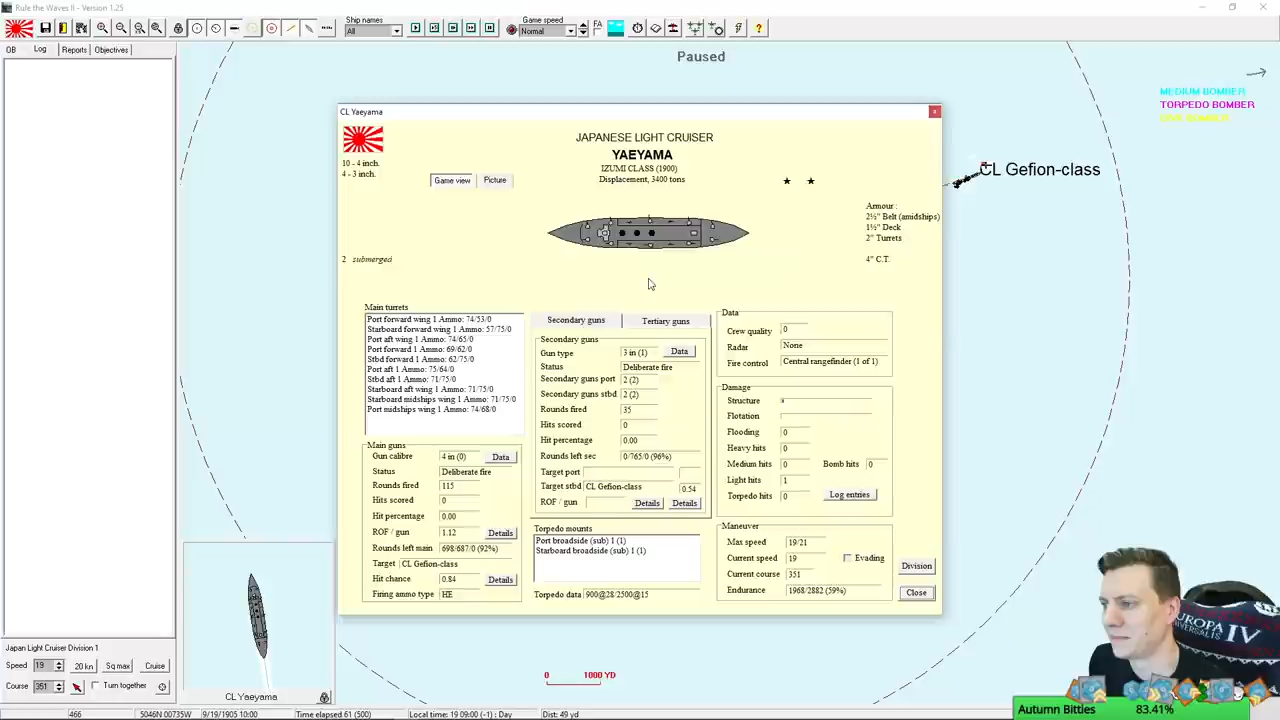 Rule the Waves II - Version 1.25
Ship names
All
Game speed
Normal
FA
OB
Log
Reports
Objectives
Paused
MEDIUM BOMBER
TORPEDO BOMBER
CL Gefion-class
CL Yaeyama
10 - 4 inch.
4 - 3 inch.
Game view
Picture
JAPANESE LIGHT CRUISER
YAEYAMA
IZUMI CLASS (1900)
Displacement, 3400 tons
Armour :
2½" Belt (amidships)
1½" Deck
2" Turrets
4" C.T.
2 submerged
Main turrets
Port forward wing 1 Ammo: 74/53/0
Starboard forward wing 1 Ammo: 57/75/0
Port aft wing 1 Ammo: 74/65/0
Port forward 1 Ammo: 69/62/0
Stbd forward 1 Ammo: 62/75/0
Port aft 1 Ammo: 75/64/0
Stbd aft 1 Ammo: 71/75/0
Starboard aft wing 1 Ammo: 71/75/0
Starboard midships wing 1 Ammo: 71/75/0
Port midships wing 1 Ammo: 74/68/0
Main guns
Gun calibre 4 in (0) Data
Status Deliberate fire
Rounds fired 115
Hits scored 0
Hit percentage 0.00
ROF / gun 1.12 Details
Rounds left main 698/687/0 (92%)
Target CL Gefion-class
Hit chance 0.84 Details
Firing ammo type HE
Secondary guns
Tertiary guns
Secondary guns
Gun type 3 in (1) Data
Status Deliberate fire
Secondary guns port 2 (2)
Secondary guns stbd 2 (2)
Rounds fired 35
Hits scored 0
Hit percentage 0.00
Rounds left sec 0/765/0 (96%)
Target port
Target stbd CL Gefion-class 0.54
ROF / gun Details Details
Torpedo mounts
Port broadside (sub) 1 (1)
Starboard broadside (sub) 1 (1)
Torpedo data 900@28/2500@15
Data
Crew quality 0
Radar None
Fire control Central rangefinder (1 of 1)
Damage
Structure
Flotation
Flooding 0
Heavy hits 0
Medium hits 0 Bomb hits 0
Light hits 1
Torpedo hits 0 Log entries
Maneuver
Max speed 19/21
Current speed 19 Evading
Current course 351
Endurance 1968/2882 (59%)
Division
Close
Japan Light Cruiser Division 1
Speed 19 20 kn Sq max Cruise
Course 351 Turn together
CL Yaeyama
0 1000 YD
466
5046N 00735W
9/19/1905 10:00
Time elapsed 61 (500)
Local time: 19 09:00 (-1) : Day
Dist: 49 yd
EUROPA
UNIVERSALIS IV
Autumn Bitties 83.41%